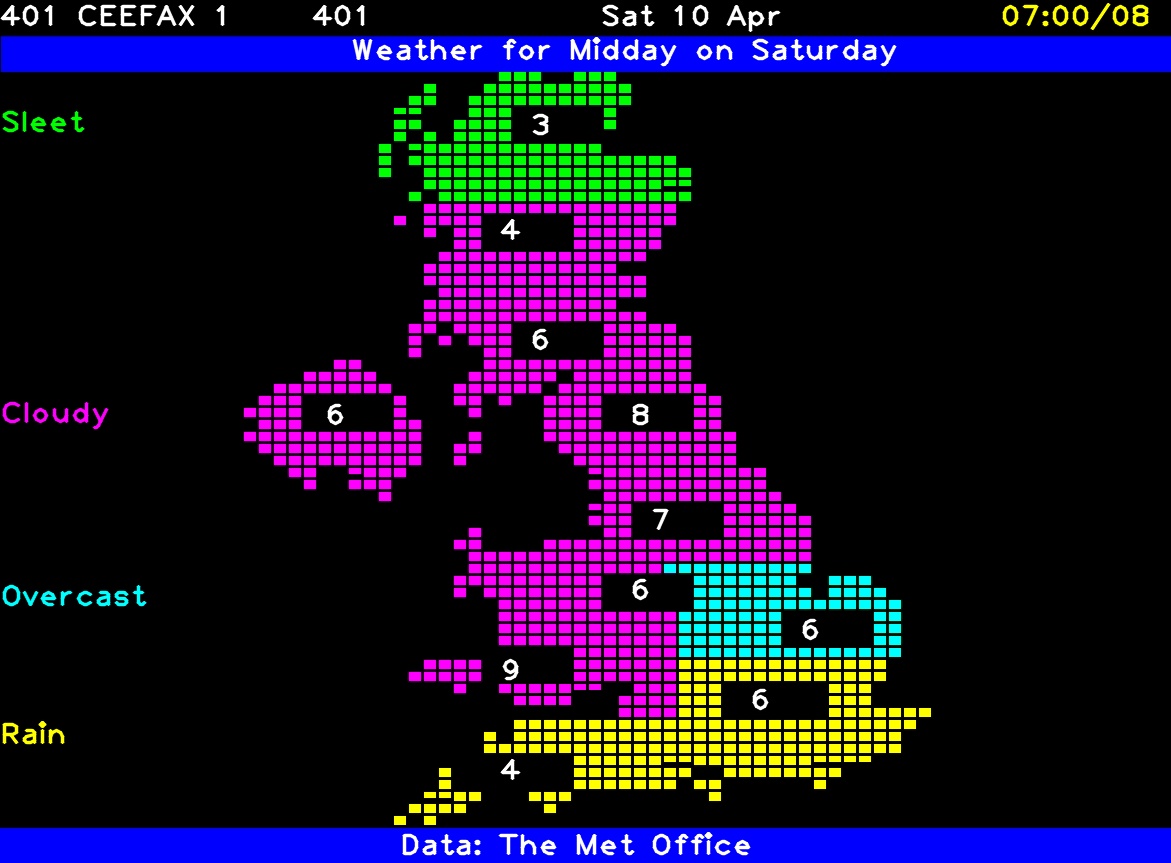 401 CEEFAX 1 401 Sat 10 Apr 07:00/08
Weather for Midday on Saturday
Sleet
3
4
6
Cloudy
6
8
7
Overcast
6
6
9
6
Rain
4
Data: The Met Office